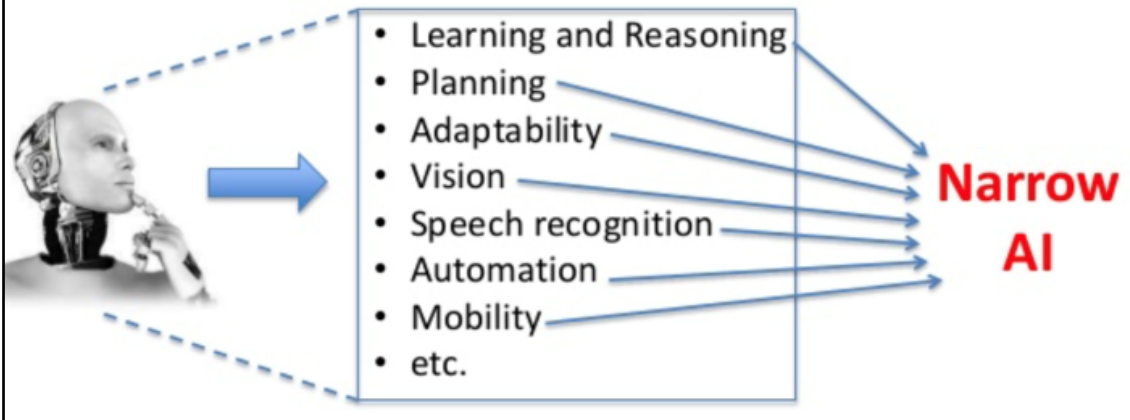 • Learning and Reasoning
• Planning
• Adaptability
• Vision
• Speech recognition
• Automation
• Mobility
• etc.
Narrow
AI